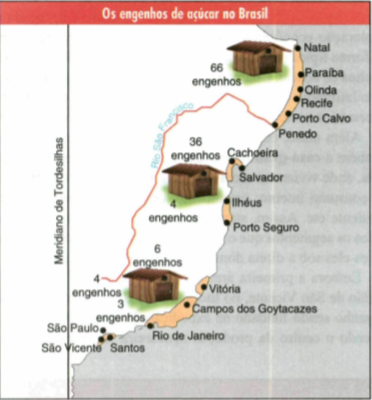 Os engenhos de açúcar no Brasil
Natal
66
engenhos
Paraíba
Olinda
Recife
Porto Calvo
Penedo
Rio São Francisco
36
engenhos
Cachoeira
Salvador
4
engenhos
Ilhéus
Porto Seguro
Meridiano de Tordesilhas
6
engenhos
4
engenhos
3
engenhos
Vitória
Campos dos Goytacazes
Rio de Janeiro
São Paulo
São Vicente
Santos